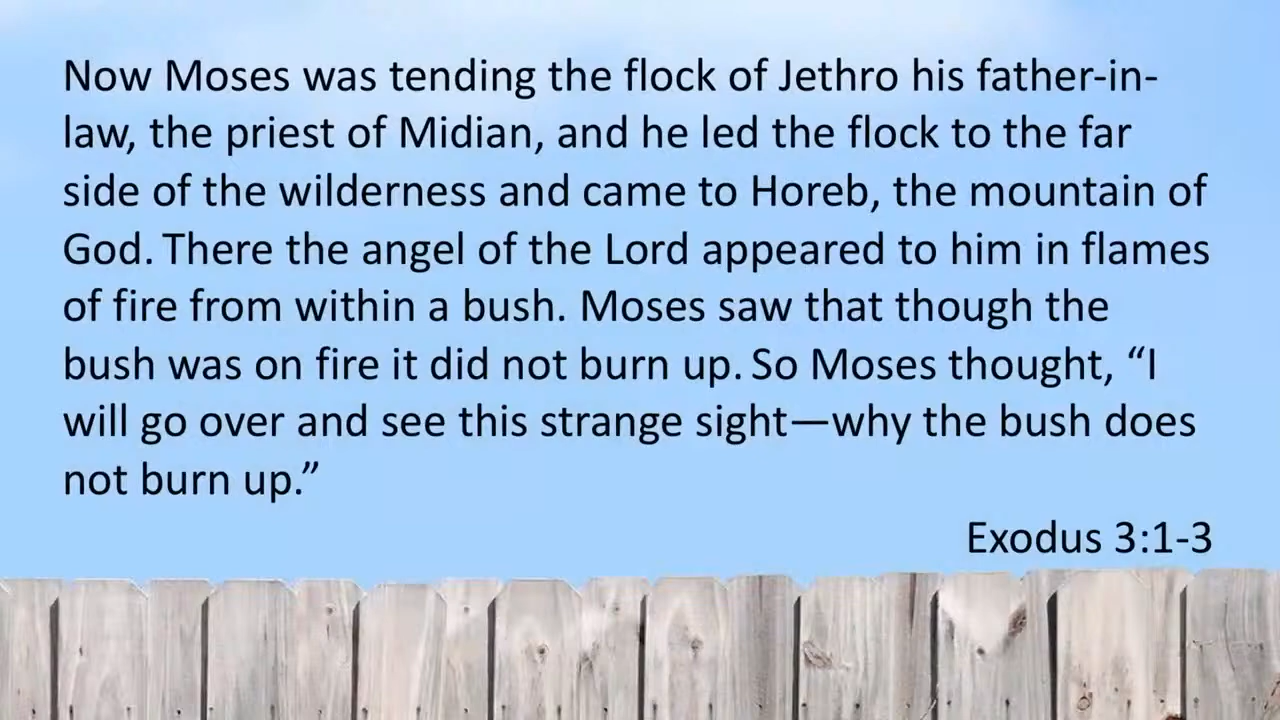 Now Moses was tending the flock of Jethro his father-in-
law, the priest of Midian, and he led the flock to the far
side of the wilderness and came to Horeb, the mountain of
God. There the angel of the Lord appeared to him in flames
of fire from within a bush. Moses saw that though the
bush was on fire it did not burn up. So Moses thought, “I
will go over and see this strange sight—why the bush does
not burn up.”
Exodus 3:1-3